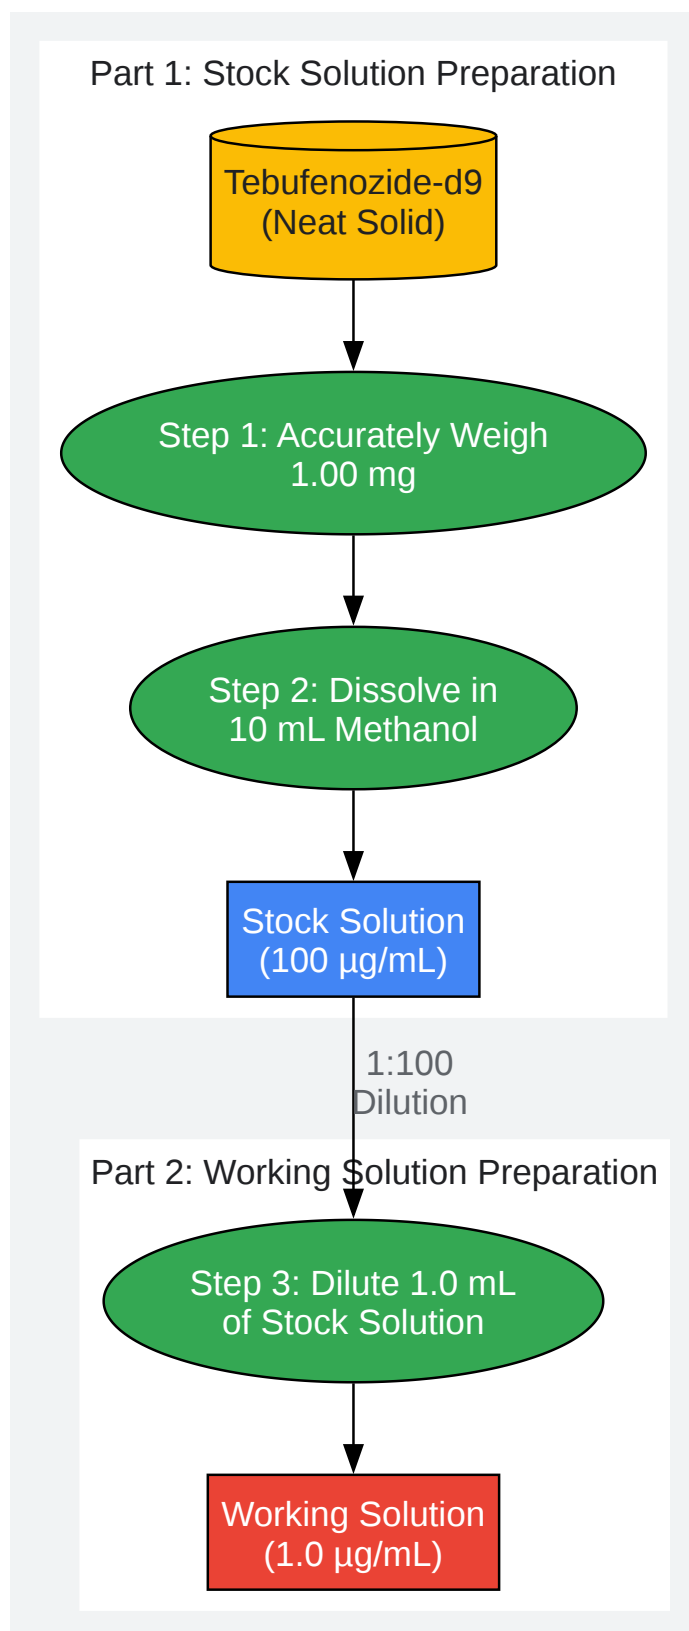 Part 1: Stock Solution Preparation
Tebufenozide-d9
(Neat Solid)
Step 1: Accurately Weigh
1.00 mg
Step 2: Dissolve in
10 mL Methanol
Stock Solution
(100 µg/mL)
1:100
Dilution
Part 2: Working Solution Preparation
Step 3: Dilute 1.0 mL
of Stock Solution
Working Solution
(1.0 µg/mL)